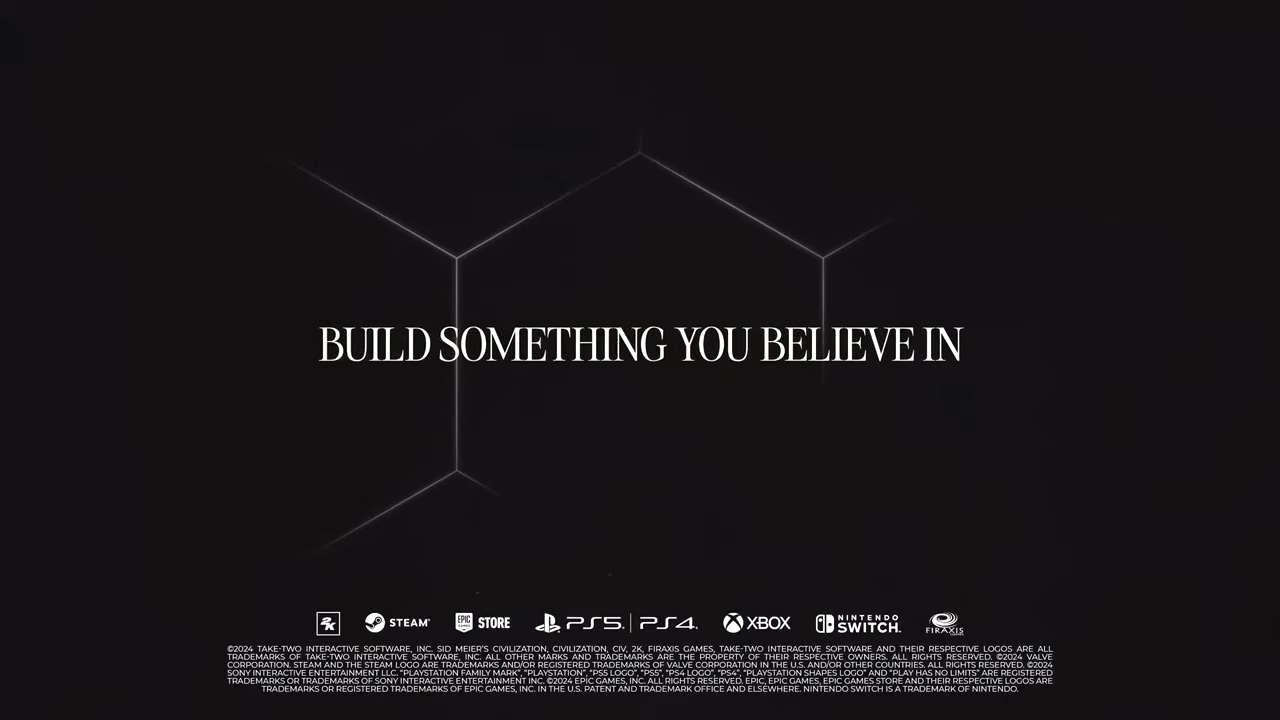 BUILD SOMETHING YOU BELIEVE IN
2K STEAM® EPIC GAMES STORE PS5 PS4 XBOX NINTENDO SWITCH FIRAXIS GAMES
©2024 TAKE-TWO INTERACTIVE SOFTWARE, INC. SID MEIER'S CIVILIZATION, CIVILIZATION, CIV, 2K, FIRAXIS GAMES, TAKE-TWO INTERACTIVE SOFTWARE AND THEIR RESPECTIVE LOGOS ARE ALL
TRADEMARKS OF TAKE-TWO INTERACTIVE SOFTWARE, INC. ALL OTHER MARKS AND TRADEMARKS ARE THE PROPERTY OF THEIR RESPECTIVE OWNERS. ALL RIGHTS RESERVED. ©2024 VALVE
CORPORATION. STEAM AND THE STEAM LOGO ARE TRADEMARKS AND/OR REGISTERED TRADEMARKS OF VALVE CORPORATION IN THE U.S. AND/OR OTHER COUNTRIES. ALL RIGHTS RESERVED. ©2024
SONY INTERACTIVE ENTERTAINMENT LLC. "PLAYSTATION FAMILY MARK", "PLAYSTATION", "PS5 LOGO", "PS5", "PS4 LOGO", "PS4", "PLAYSTATION SHAPES LOGO" AND "PLAY HAS NO LIMITS" ARE REGISTERED
TRADEMARKS OR TRADEMARKS OF SONY INTERACTIVE ENTERTAINMENT INC. ©2024 EPIC GAMES, INC. ALL RIGHTS RESERVED. EPIC, EPIC GAMES, EPIC GAMES STORE AND THEIR RESPECTIVE LOGOS ARE
TRADEMARKS OR REGISTERED TRADEMARKS OF EPIC GAMES, INC. IN THE U.S. PATENT AND TRADEMARK OFFICE AND ELSEWHERE. NINTENDO SWITCH IS A TRADEMARK OF NINTENDO.